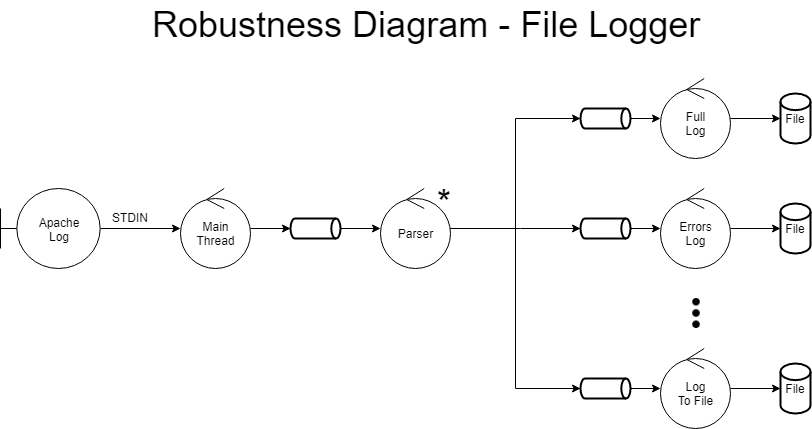 Robustness Diagram - File Logger
Full
Log
File
Apache
Log
STDIN
Main
Thread
Parser
*
Errors
Log
File
Log
To File
File